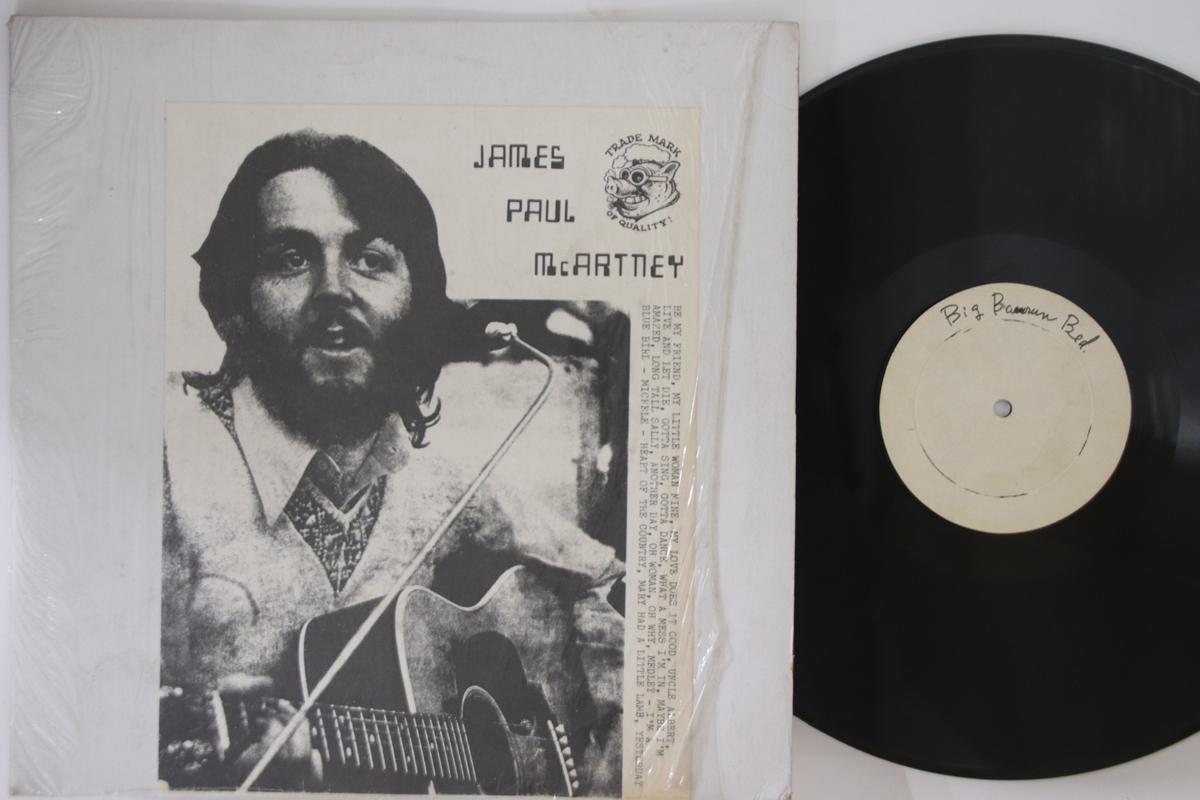 JAMES
PAUL
McARTNEY
TRADE MARK
OF QUALITY!
BE MY FRIEND, MY LITTLE WOMAN MINE, MY LOVE DOES IT GOOD, UNCLE ALBERT,
LIVE AND LET DIE, GOTTA SING, GOTTA DANCE, WHAT A MESS I'M IN, MAYBE I'M
AMAZED, LONG TALL SALLY, ANOTHER DAY, OH WOMAN, OH WHY, MEDLEY - I'M A
BLUE BIRD - MICHELE - HEART OF THE COUNTRY, MARY HAD A LITTLE LAMB, YESTERDAY
Big Barrun Bed.